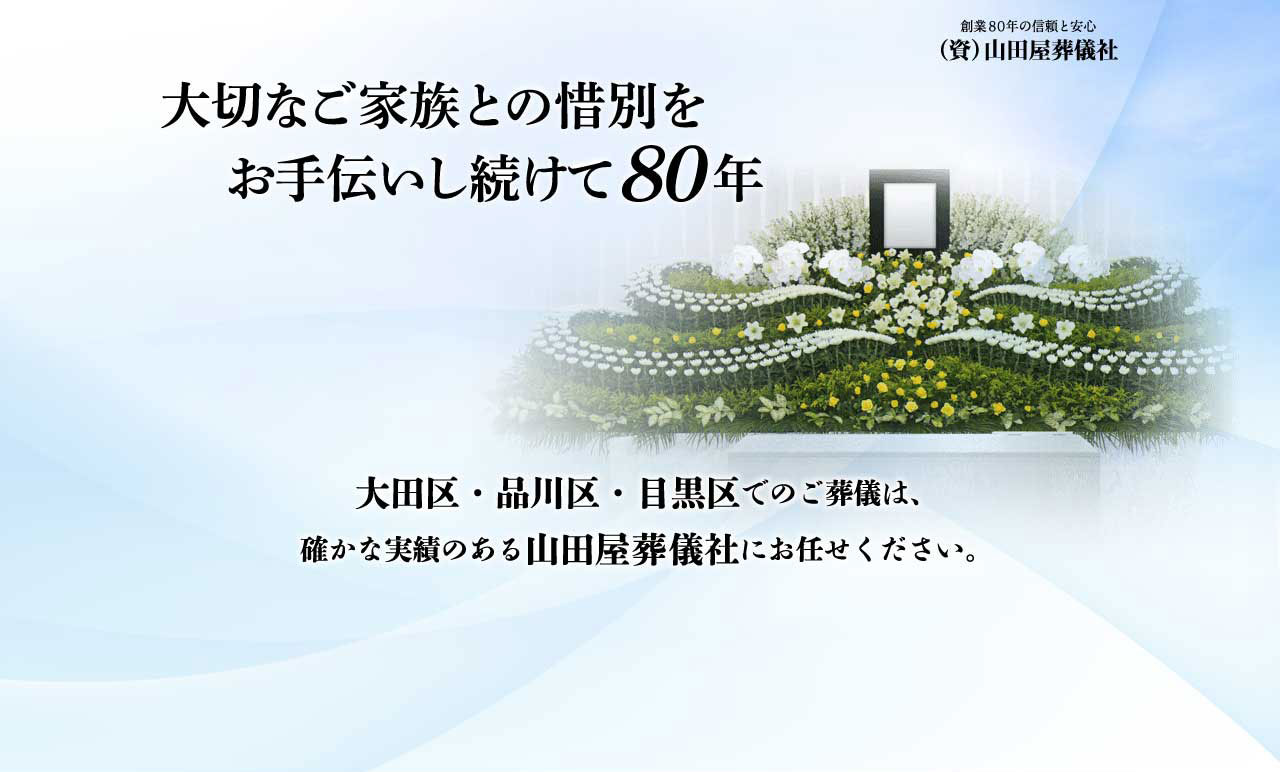 創業80年の信頼と安心
（資）山田屋葬儀社
大切なご家族との惜別を
お手伝いし続けて80年
大田区・品川区・目黒区でのご葬儀は、
確かな実績のある山田屋葬儀社にお任せください。